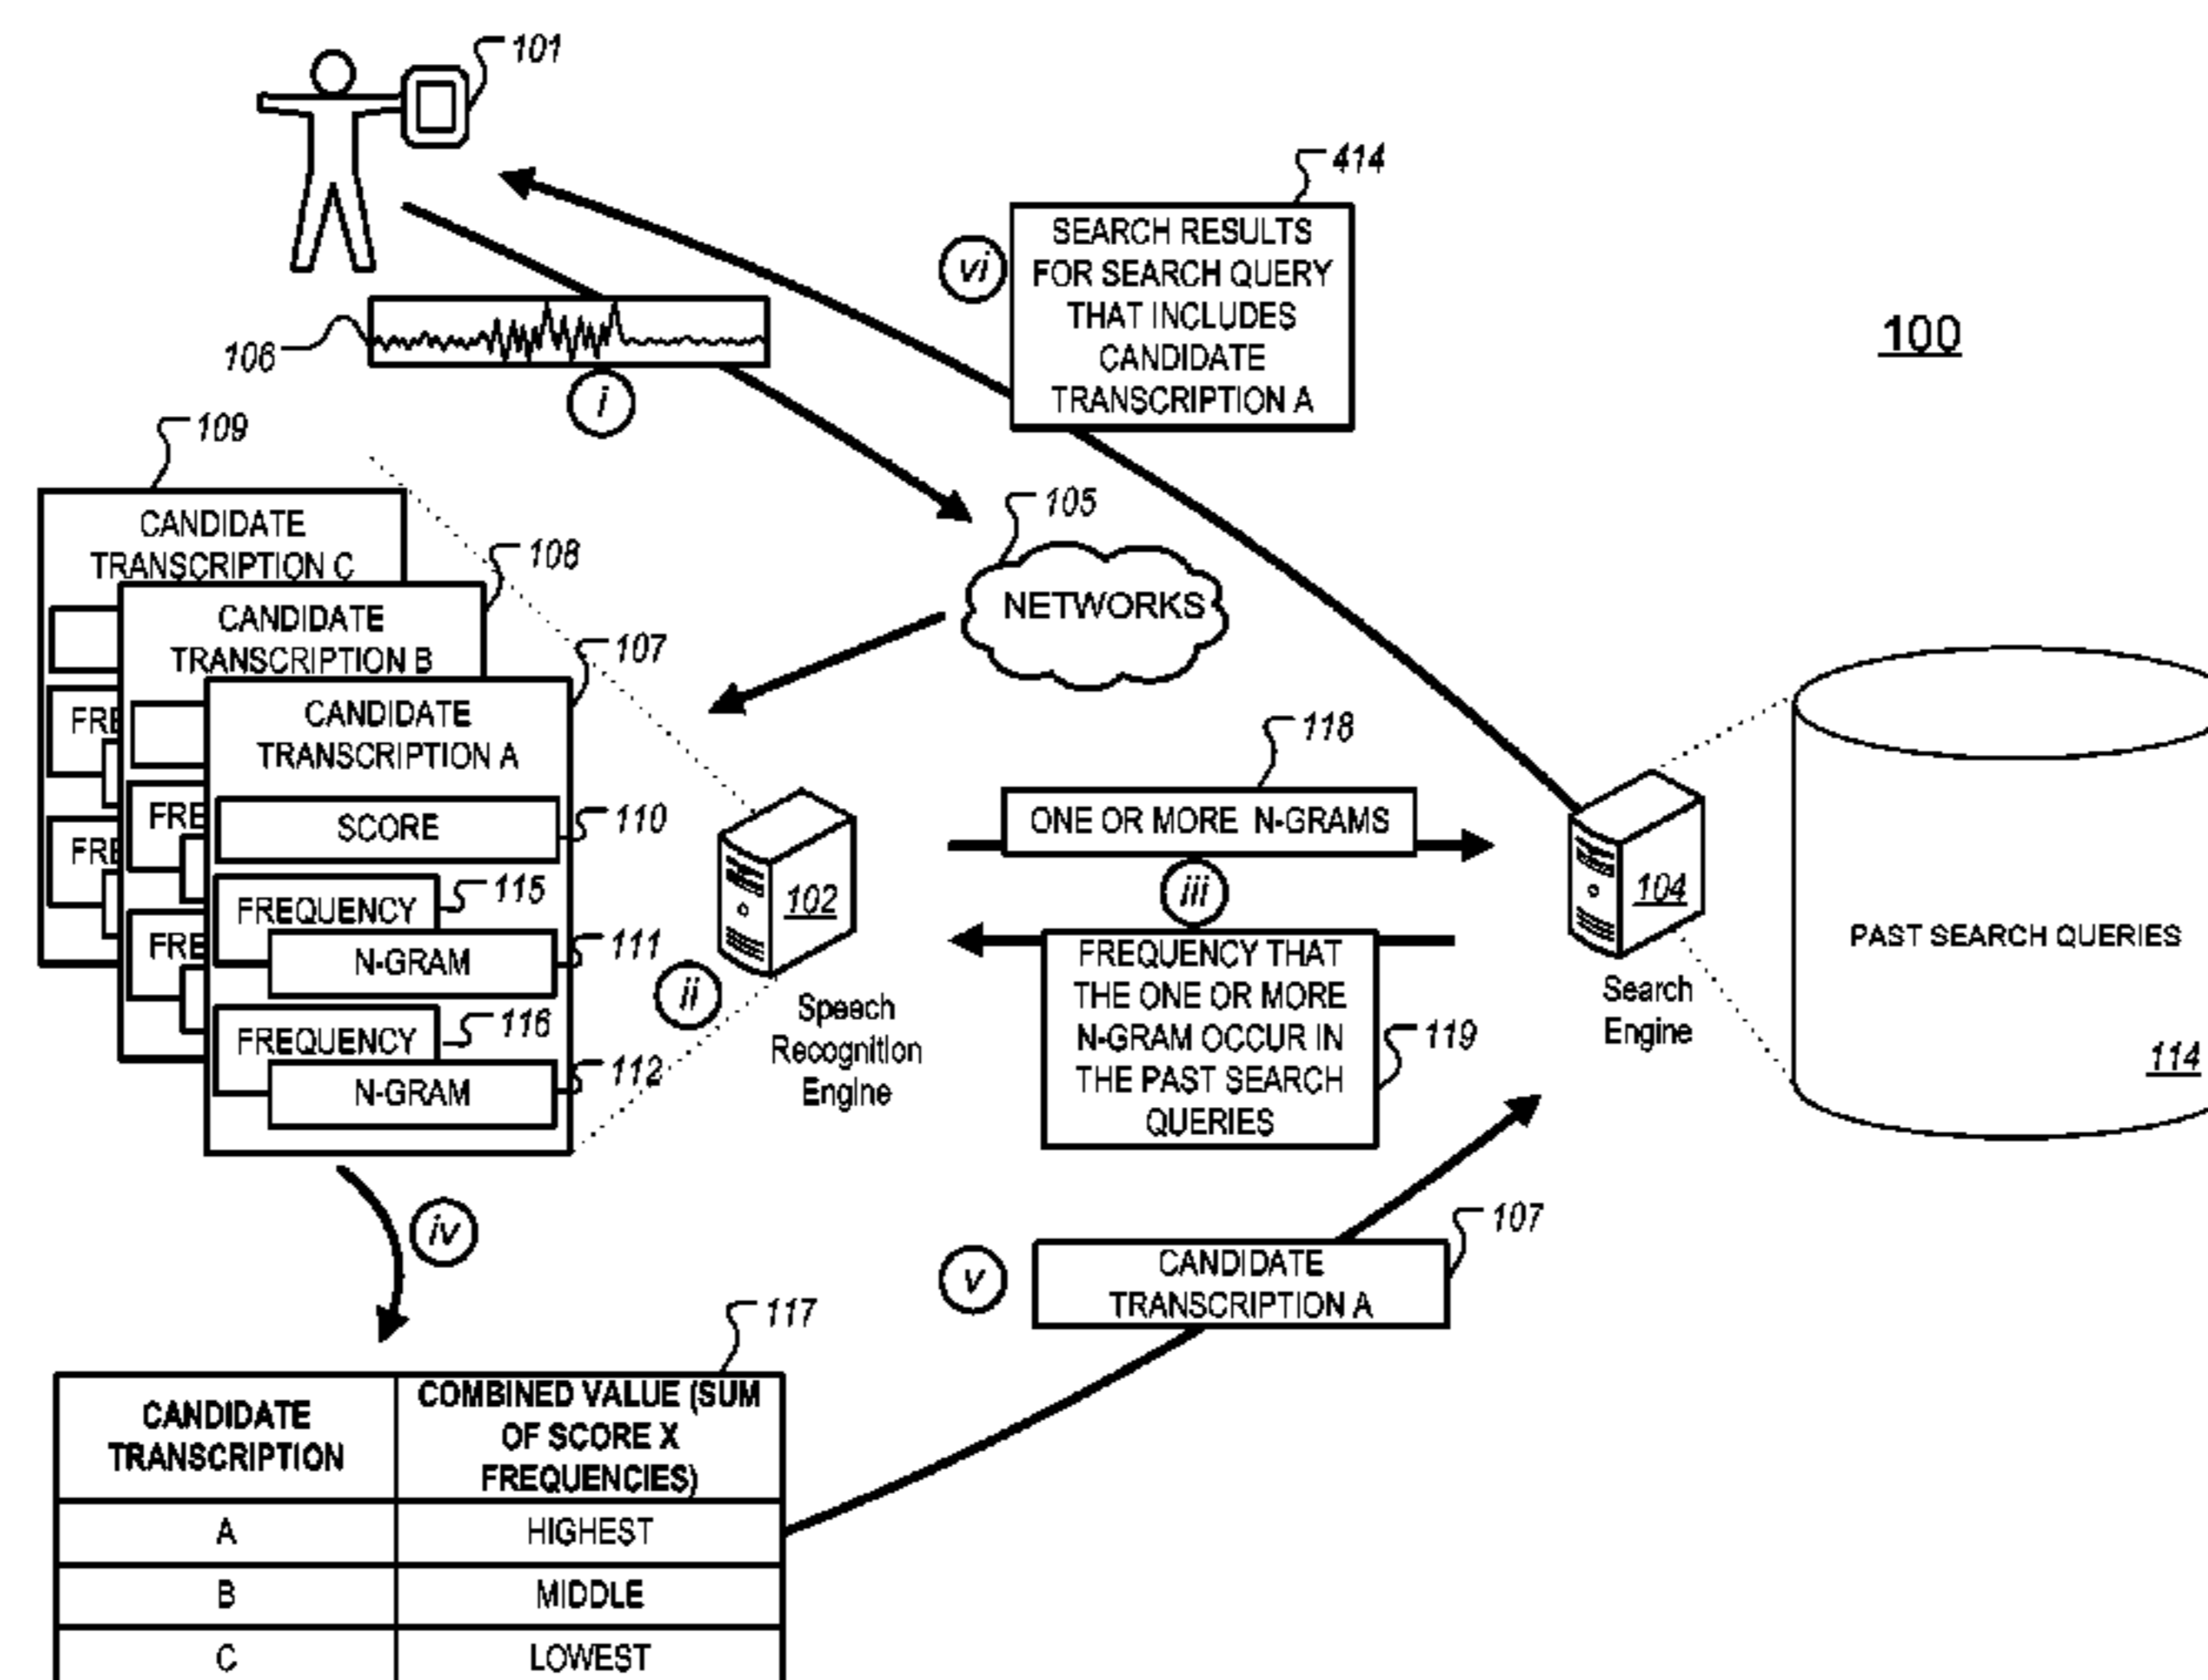 101
414
SEARCH RESULTS
FOR SEARCH QUERY
THAT INCLUDES
CANDIDATE
TRANSCRIPTION A
vi
100
106
i
109
CANDIDATE
TRANSCRIPTION C
FRE
FRE
108
CANDIDATE
TRANSCRIPTION B
FRE
FRE
107
CANDIDATE
TRANSCRIPTION A
SCORE
110
FREQUENCY
115
N-GRAM
111
FREQUENCY
116
N-GRAM
112
105
NETWORKS
102
ii
Speech
Recognition
Engine
118
ONE OR MORE N-GRAMS
iii
FREQUENCY THAT
THE ONE OR MORE
N-GRAM OCCUR IN
THE PAST SEARCH
QUERIES
119
104
Search
Engine
PAST SEARCH QUERIES
114
iv
v
CANDIDATE
TRANSCRIPTION A
107
117
CANDIDATE
TRANSCRIPTION
COMBINED VALUE (SUM
OF SCORE X
FREQUENCIES)
A
HIGHEST
B
MIDDLE
C
LOWEST